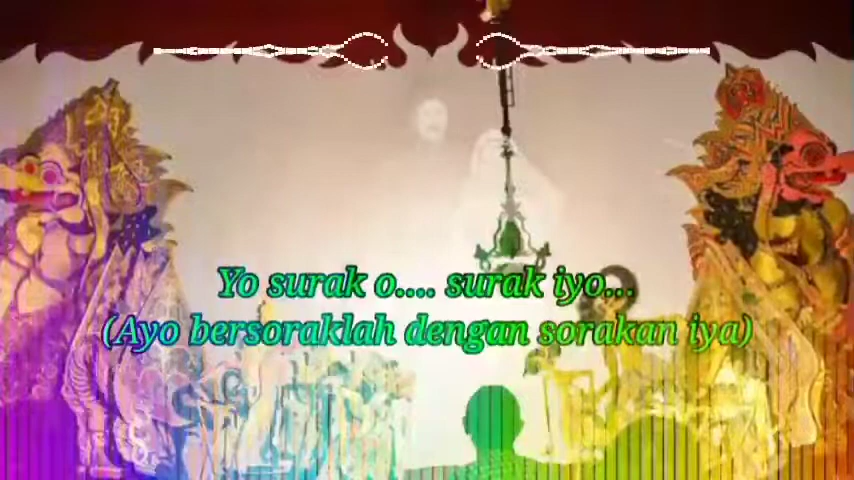 Yo surak o.... surak iyo...
(Ayo bersoraklah dengan sorakan iya)